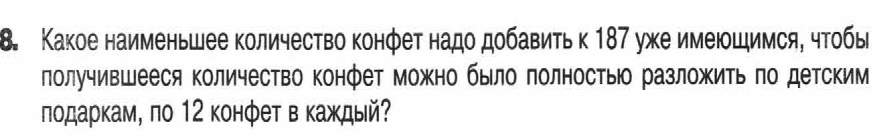 8. Какое наименьшее количество конфет надо добавить к 187 уже имеющимся, чтобы
получившееся количество конфет можно было полностью разложить по детским
подаркам, по 12 конфет в каждый?